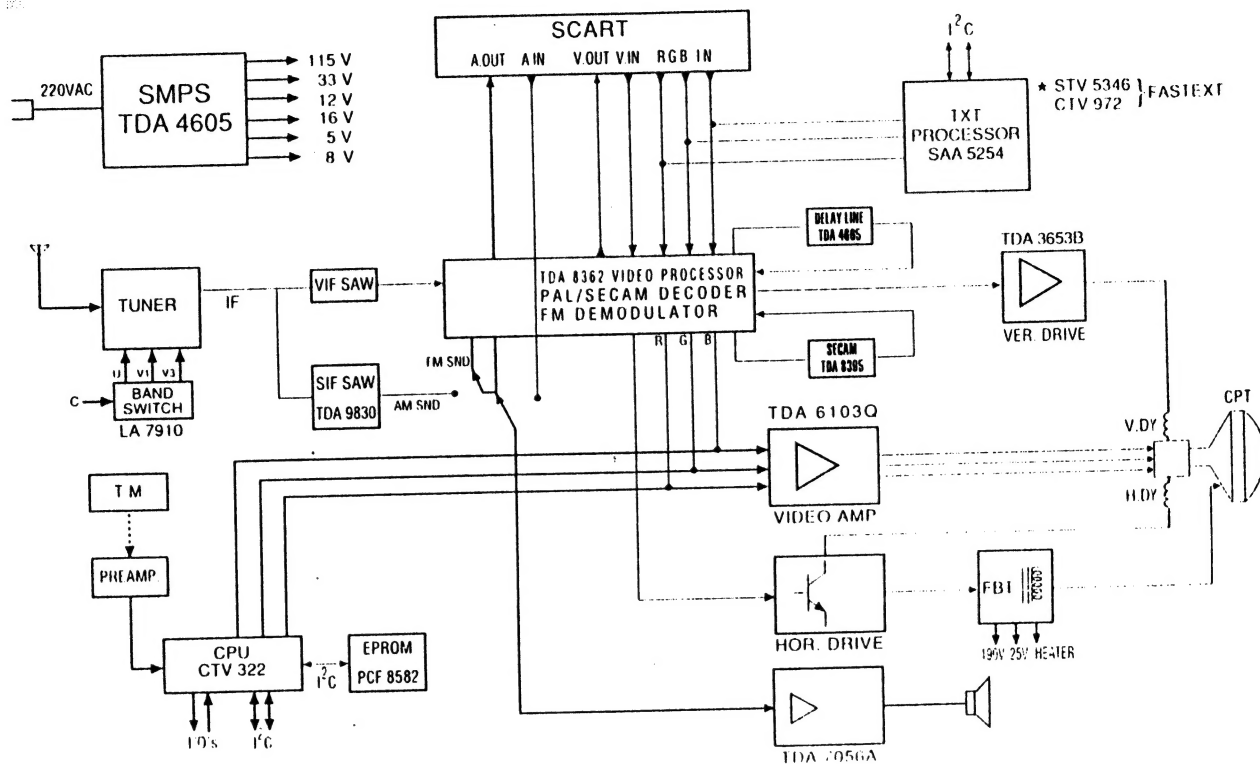 SCART
A.OUT A IN V.OUT V.IN RGB IN
220VAC
SMPS
TDA 4605
115 V
33 V
12 V
16 V
5 V
8 V
I²C
TXT
PROCESSOR
SAA 5254
★ STV 5346
CTV 972
} FASTEXT
DELAY LINE
TDA 4665
TDA 3653B
VER. DRIVE
TUNER
IF
VIF SAW
TDA 8362 VIDEO PROCESSOR
PAL/SECAM DECODER
FM DEMODULATOR
R G B
SECAM
TDA 8395
U V1 V3
C
BAND
SWITCH
LA 7910
SIF SAW
TDA 9830
FM SND
AM SND
TDA 6103Q
VIDEO AMP
V.DY
CPT
H.DY
T M
PREAMP.
HOR. DRIVE
FBT
190V 25V HEATER
CPU
CTV 322
I²C
EPROM
PCF 8582
I/O's
I²C
TDA 7056A